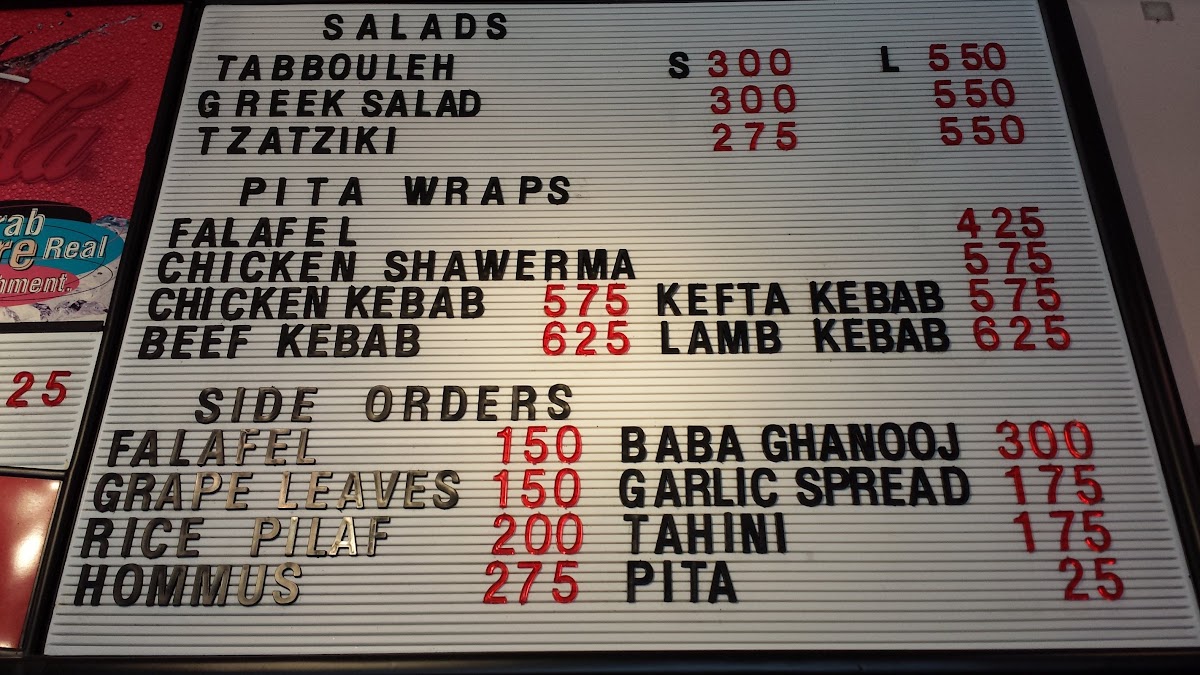 SALADS
TABBOULEH S 300 L 550
GREEK SALAD 300 550
TZATZIKI 275 550
PITA WRAPS
FALAFEL 425
CHICKEN SHAWERMA 575
CHICKEN KEBAB 575 KEFTA KEBAB 575
BEEF KEBAB 625 LAMB KEBAB 625
SIDE ORDERS
FALAFEL 150 BABA GHANOOJ 300
GRAPE LEAVES 150 GARLIC SPREAD 175
RICE PILAF 200 TAHINI 175
HOMMUS 275 PITA 25
Real
25